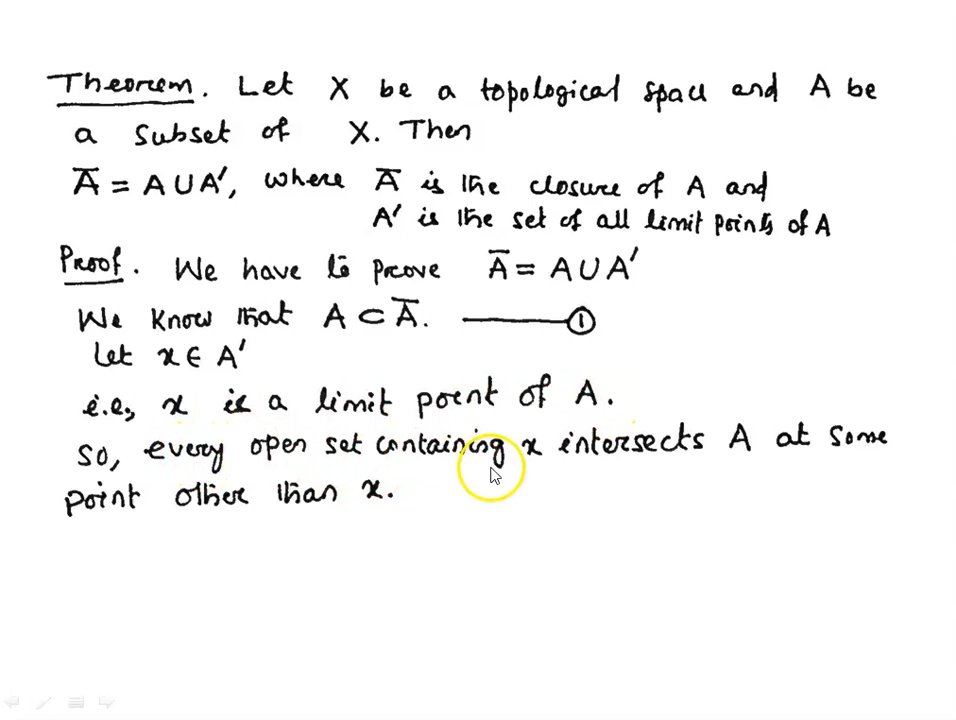 Theorem. Let X be a topological space and A be
a subset of X. Then
A̅ = A ∪ A', where A̅ is the closure of A and
A' is the set of all limit points of A
Proof. We have to prove A̅ = A ∪ A'
We know that A ⊂ A̅. ——— ①
Let x ∈ A'
i.e., x is a limit point of A.
So, every open set containing x intersects A at some
point other than x.